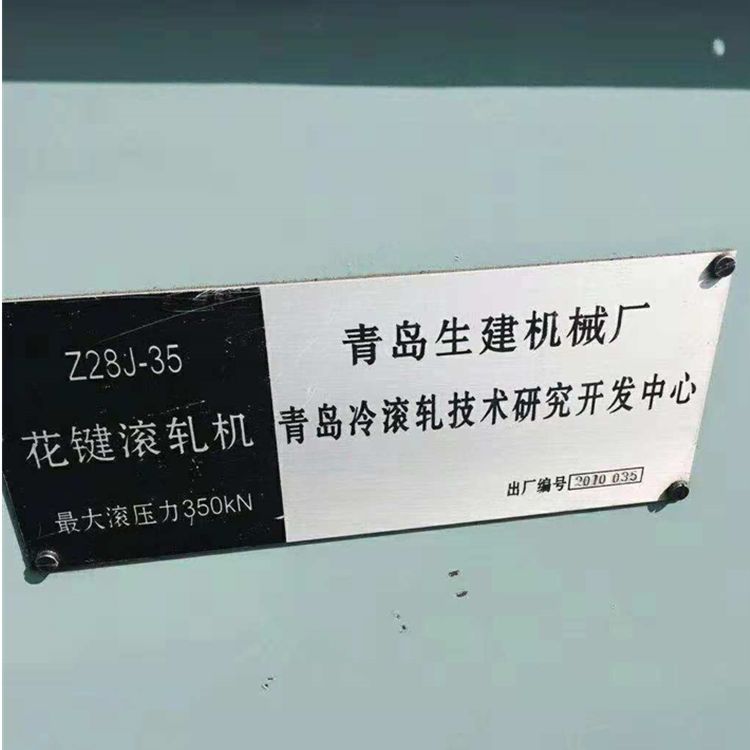 Z28J-35
花键滚轧机
最大滚压力350kN
青岛生建机械厂
青岛冷滚轧技术研究开发中心
出厂编号 2010 035